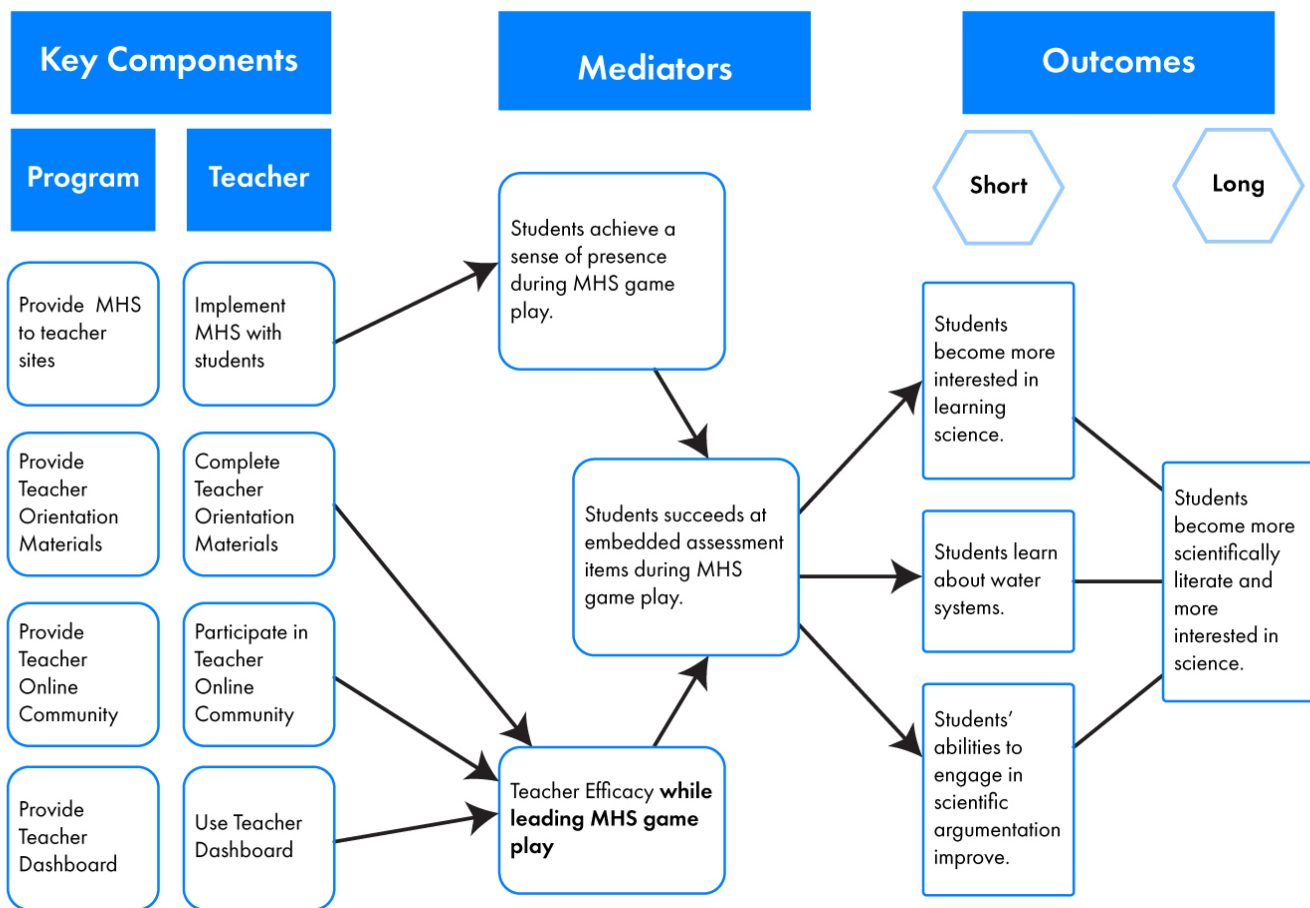 Key Components
Mediators
Outcomes
Program
Teacher
Short
Long
Provide MHS
to teacher
sites
Implement
MHS with
students
Students achieve a
sense of presence
during MHS game
play.
Students
become more
interested in
learning
science.
Provide
Teacher
Orientation
Materials
Complete
Teacher
Orientation
Materials
Students succeeds at
embedded assessment
items during MHS
game play.
Students learn
about water
systems.
Students
become more
scientifically
literate and
more
interested in
science.
Provide
Teacher
Online
Community
Participate in
Teacher
Online
Community
Students’
abilities to
engage in
scientific
argumentation
improve.
Provide
Teacher
Dashboard
Use Teacher
Dashboard
Teacher Efficacy while
leading MHS game
play